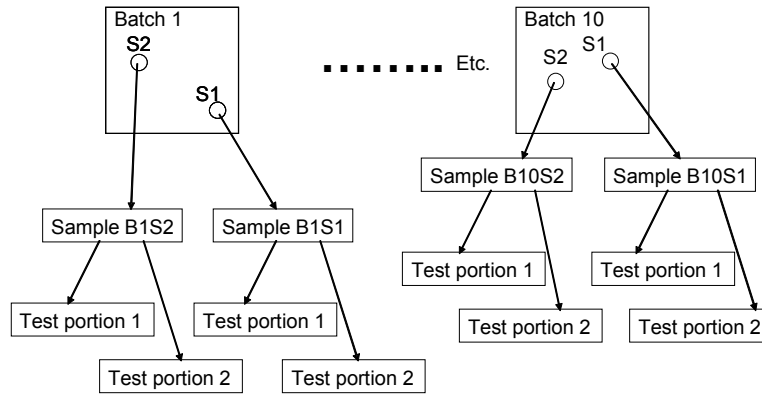 Batch 1
S2
S1
Etc.
Batch 10
S1
S2
Sample B10S2
Sample B10S1
Sample B1S2
Sample B1S1
Test portion 1
Test portion 1
Test portion 1
Test portion 1
Test portion 2
Test portion 2
Test portion 2
Test portion 2